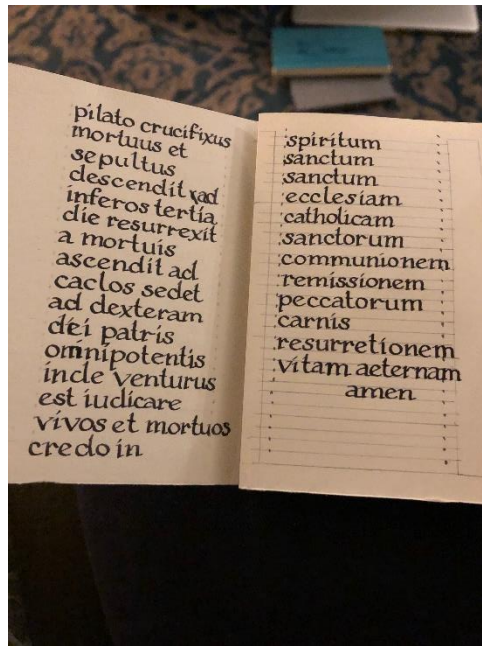 pilato crucifixus
mortuus et
sepultus
descendit ad
inferos tertia
die resurrexit
a mortuis
ascendit ad
caclos sedet
ad dexteram
dei patris
omnipotentis
incle venturus
est iudicare
vivos et mortuos
credo in
spiritum
sanctum
sanctum
ecclesiam
catholicam
sanctorum
communionem
remissionem
peccatorum
carnis
resurretionem
vitam aeternam
amen